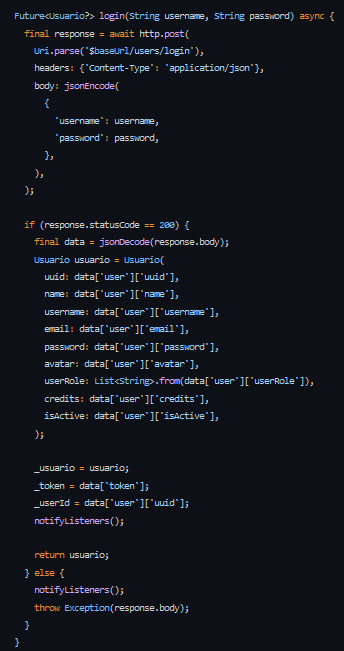 Future<Usuario?> login(String username, String password) async {
  final response = await http.post(
    Uri.parse('$baseUrl/users/login'),
    headers: {'Content-Type': 'application/json'},
    body: jsonEncode(
      {
        'username': username,
        'password': password,
      },
    ),
  );

  if (response.statusCode == 200) {
    final data = jsonDecode(response.body);
    Usuario usuario = Usuario(
      uuid: data['user']['uuid'],
      name: data['user']['name'],
      username: data['user']['username'],
      email: data['user']['email'],
      password: data['user']['password'],
      avatar: data['user']['avatar'],
      userRole: List<String>.from(data['user']['userRole']),
      credits: data['user']['credits'],
      isActive: data['user']['isActive'],
    );

    _usuario = usuario;
    _token = data['token'];
    _userId = data['user']['uuid'];
    notifyListeners();

    return usuario;
  } else {
    notifyListeners();
    throw Exception(response.body);
  }
}